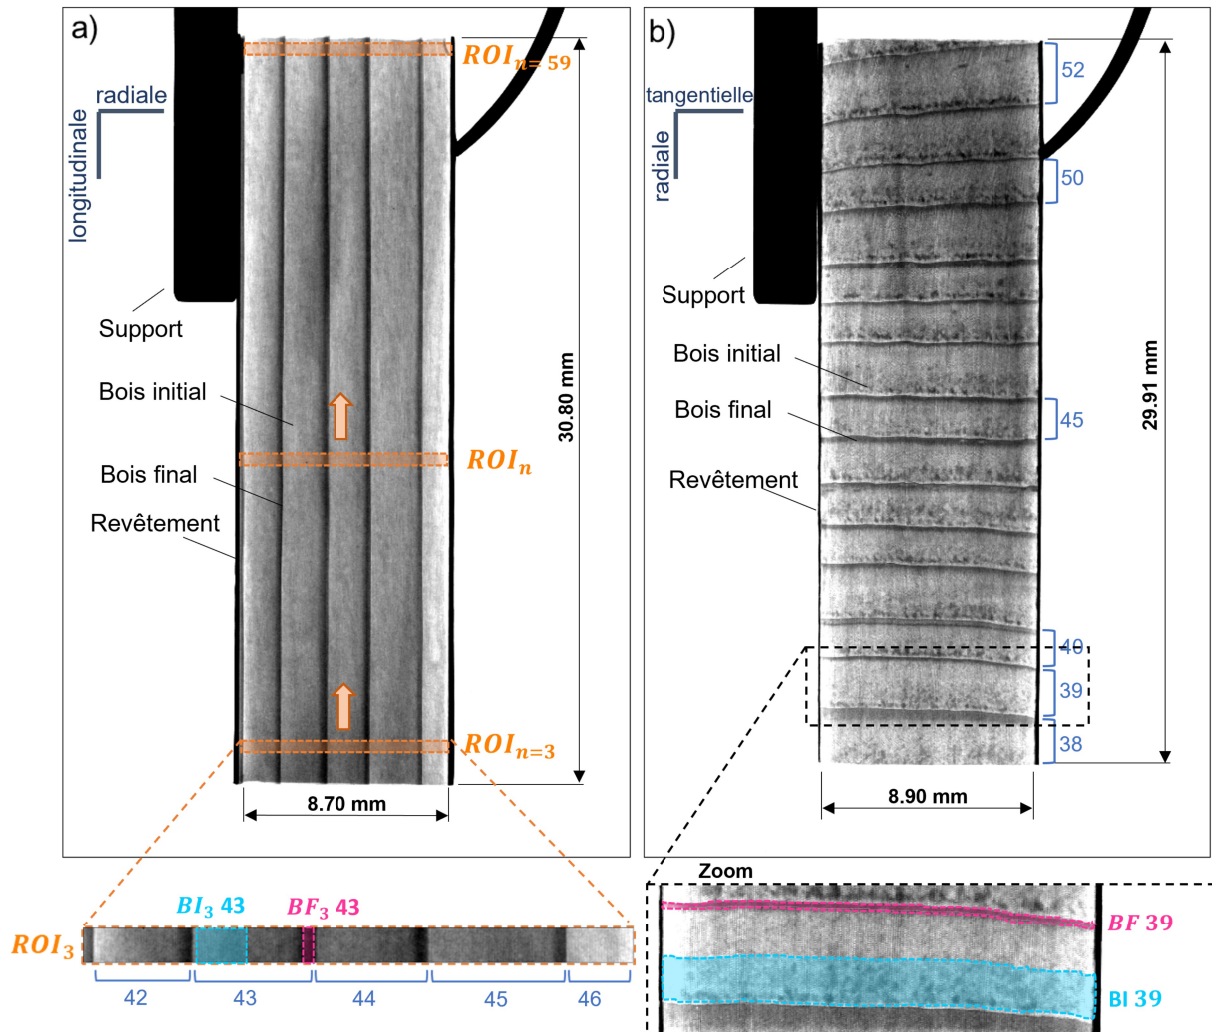 a)
ROIₙ₌ ₅₉
radiale
longitudinale
Support
Bois initial
30.80 mm
ROIₙ
Bois final
Revêtement
ROIₙ₌₃
8.70 mm
BI₃ 43
BF₃ 43
ROI₃
42
43
44
45
46
b)
52
tangentielle
radiale
50
Support
Bois initial
Bois final
45
29.91 mm
Revêtement
40
39
38
8.90 mm
Zoom
BF 39
BI 39